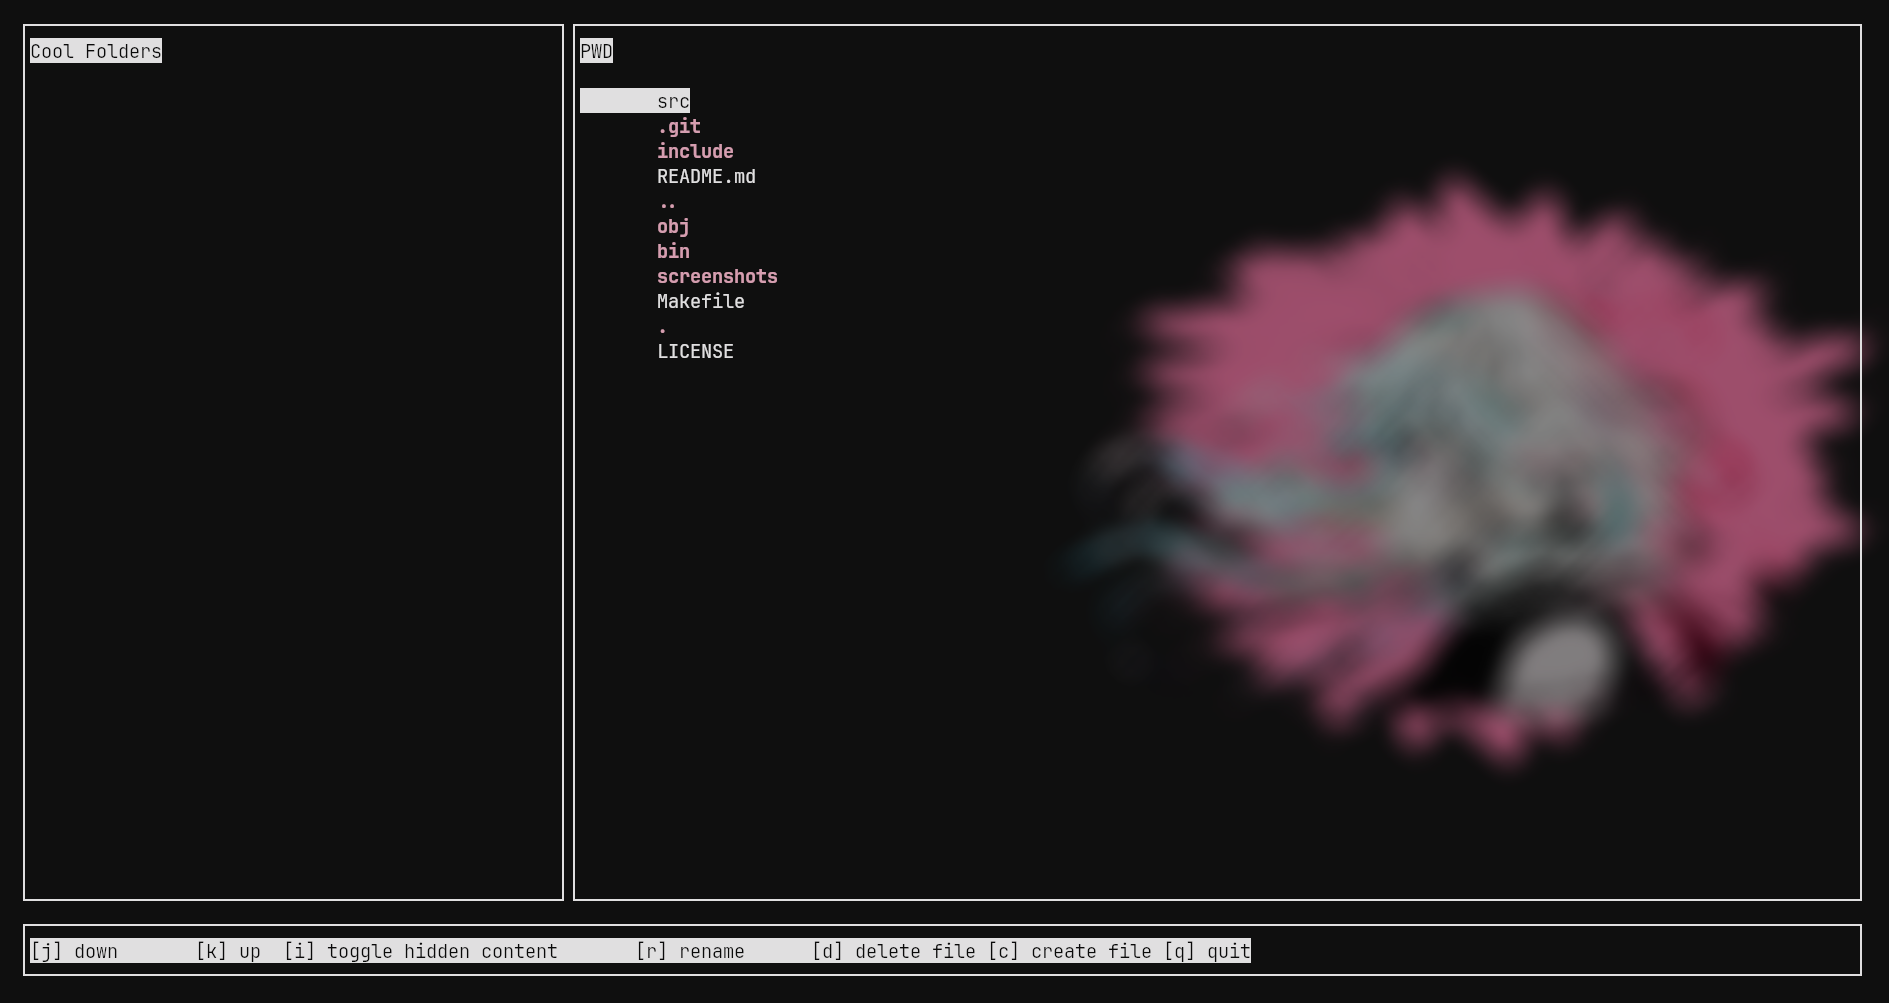 Cool Folders
PWD
src
.git
include
README.md
..
obj
bin
screenshots
Makefile
.
LICENSE
[j] down [k] up [i] toggle hidden content [r] rename [d] delete file [c] create file [q] quit